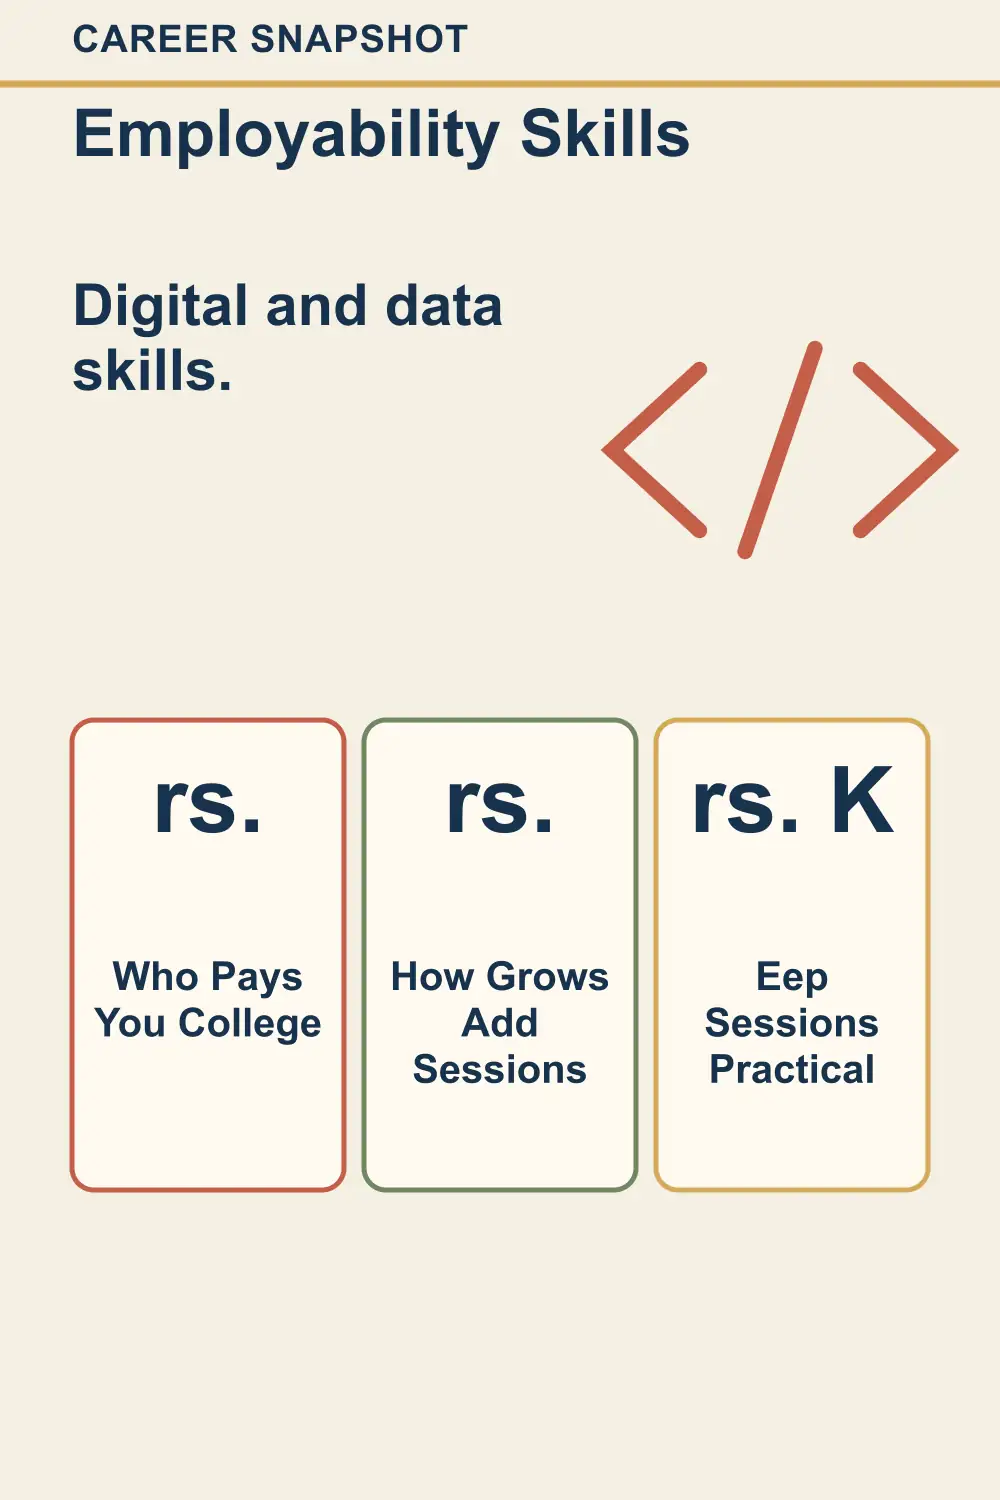 CAREER SNAPSHOT
Employability Skills
Digital and data
skills.
rs.
Who Pays
You College
rs.
How Grows
Add
Sessions
rs. K
Eep
Sessions
Practical